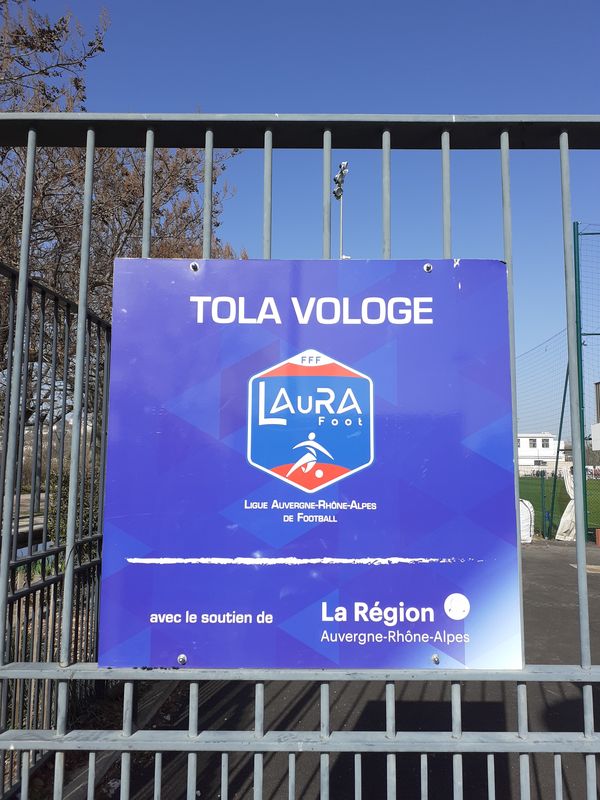 TOLA VOLOGE
FFF
LAuRA
Foot
Ligue Auvergne-Rhône-Alpes
de Football
avec le soutien de
La Région
Auvergne-Rhône-Alpes